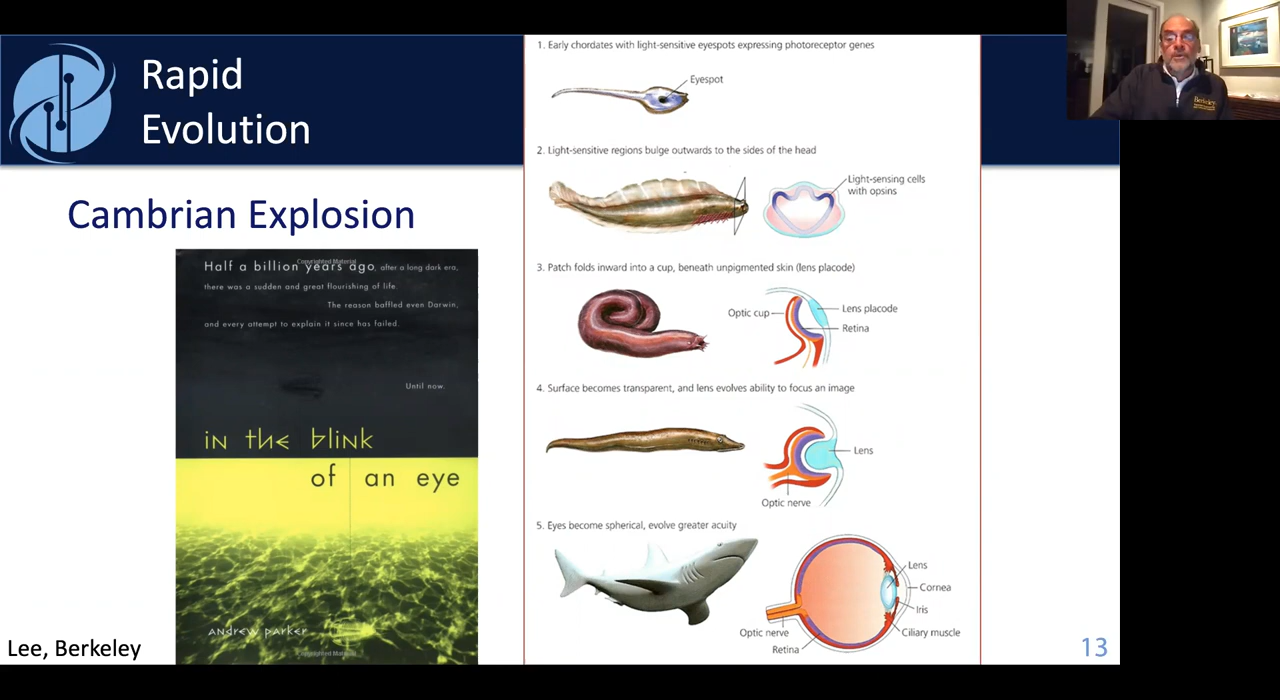 Rapid
Evolution
Cambrian Explosion
Copyrighted Material
Half a billion years ago, after a long dark era,
there was a sudden and great flourishing of life.
The reason baffled even Darwin,
and every attempt to explain it since has failed.
Until now.
in the blink
of an eye
andrew parker
Copyrighted Material
Lee, Berkeley
1. Early chordates with light-sensitive eyespots expressing photoreceptor genes
Eyespot
2. Light-sensitive regions bulge outwards to the sides of the head
Light-sensing cells
with opsins
3. Patch folds inward into a cup, beneath unpigmented skin (lens placode)
Optic cup
Lens placode
Retina
4. Surface becomes transparent, and lens evolves ability to focus an image
Lens
Optic nerve
5. Eyes become spherical, evolve greater acuity
Lens
Cornea
Iris
Ciliary muscle
Optic nerve
Retina
13
Berkeley